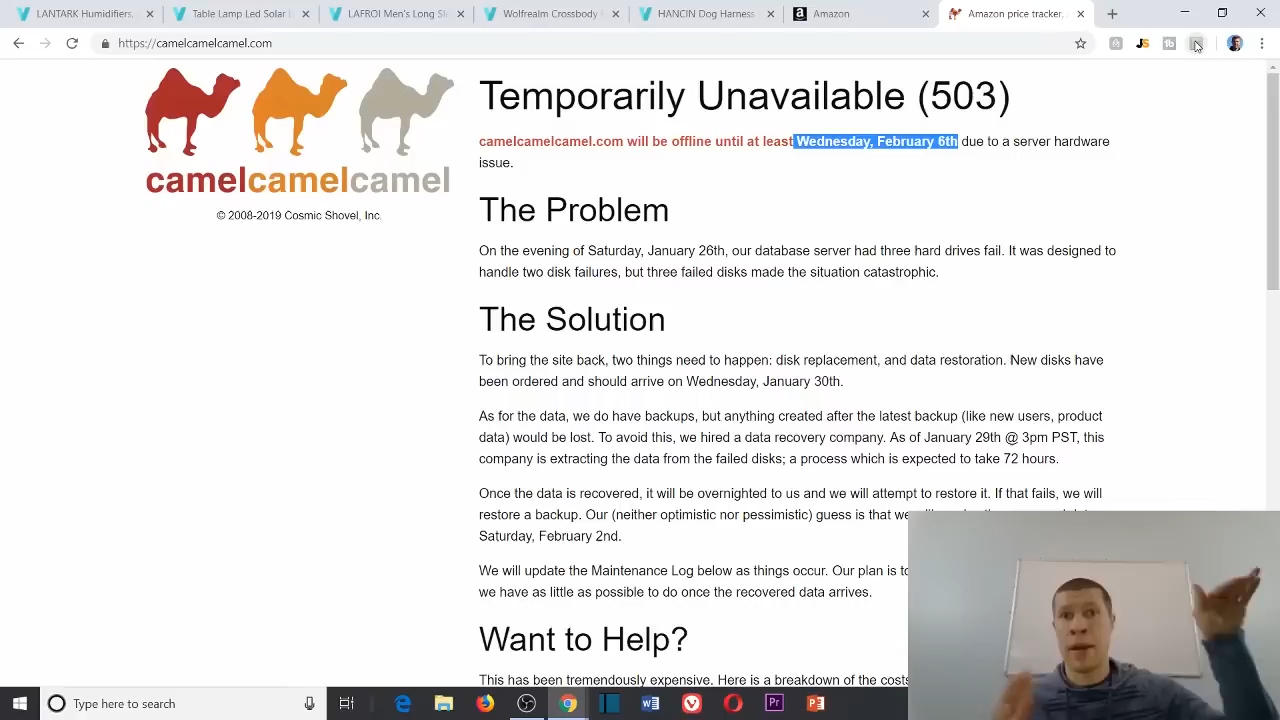 LANTARK Humidifiers,
Table Lamp Led Solar
LAFROI Men's Long Sl
Wolfrealm Crossbody
HANCIN Dog Harness
Amazon
Amazon price tracker,
https://camelcamelcamel.com
camelcamelcamel
© 2008-2019 Cosmic Shovel, Inc.
Temporarily Unavailable (503)
camelcamelcamel.com will be offline until at least Wednesday, February 6th due to a server hardware
issue.
The Problem
On the evening of Saturday, January 26th, our database server had three hard drives fail. It was designed to
handle two disk failures, but three failed disks made the situation catastrophic.
The Solution
To bring the site back, two things need to happen: disk replacement, and data restoration. New disks have
been ordered and should arrive on Wednesday, January 30th.
As for the data, we do have backups, but anything created after the latest backup (like new users, product
data) would be lost. To avoid this, we hired a data recovery company. As of January 29th @ 3pm PST, this
company is extracting the data from the failed disks; a process which is expected to take 72 hours.
Once the data is recovered, it will be overnighted to us and we will attempt to restore it. If that fails, we will
restore a backup. Our (neither optimistic nor pessimistic) guess is that we
Saturday, February 2nd.
We will update the Maintenance Log below as things occur. Our plan is to
we have as little as possible to do once the recovered data arrives.
Want to Help?
This has been tremendously expensive. Here is a breakdown of the costs
Type here to search